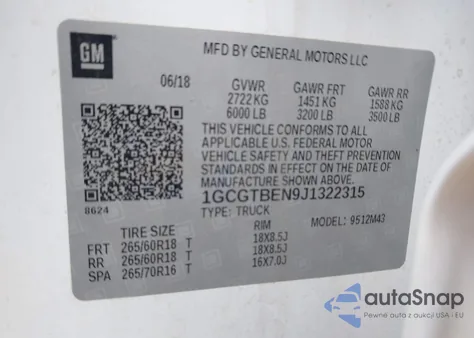 GM
MFD BY GENERAL MOTORS LLC
06/18 GVWR GAWR FRT GAWR RR
2722 KG 1451 KG 1588 KG
6000 LB 3200 LB 3500 LB
THIS VEHICLE CONFORMS TO ALL
APPLICABLE U.S. FEDERAL MOTOR
VEHICLE SAFETY AND THEFT PREVENTION
STANDARDS IN EFFECT ON THE DATE OF
MANUFACTURE SHOWN ABOVE.
1GCGTBEN9J1322315
8624
TYPE: TRUCK MODEL: 9512M43
TIRE SIZE RIM
FRT 265/60R18 T 18X8.5J
RR 265/60R18 T 18X8.5J
SPA 265/70R16 T 16X7.0J
autoSnap
Pewne auta z aukcji USA - EU